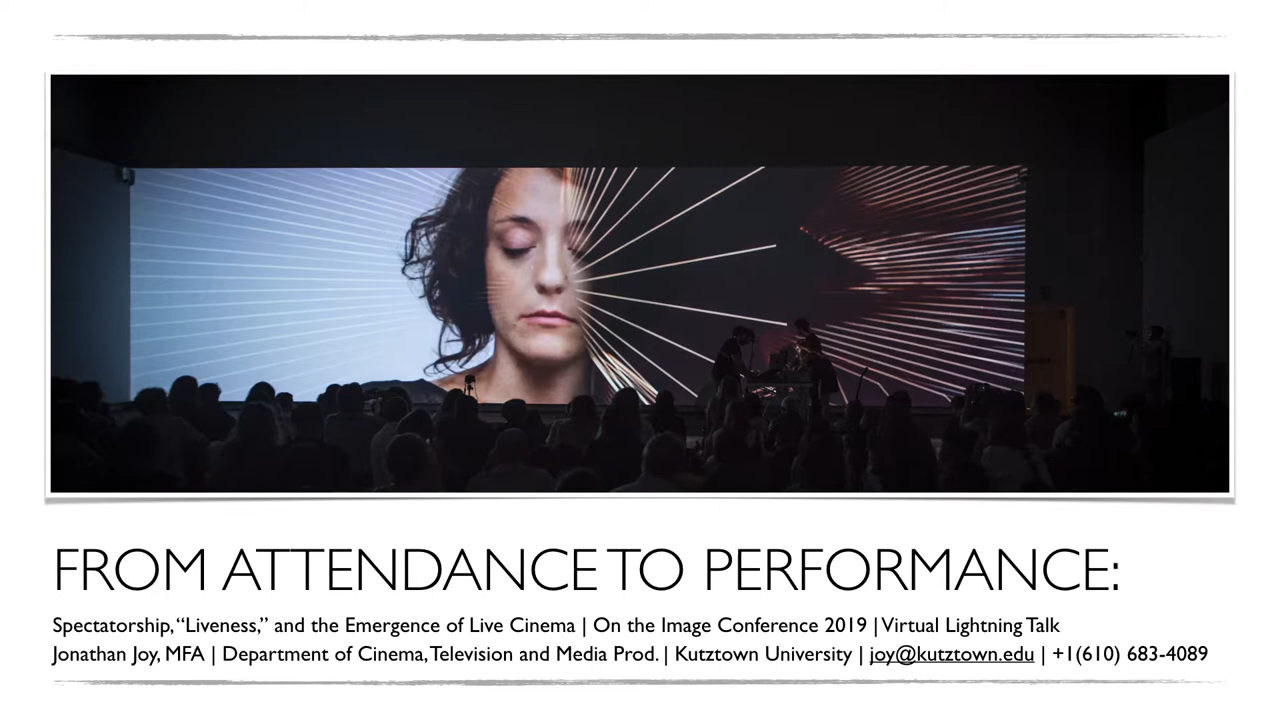 FROM ATTENDANCE TO PERFORMANCE:
Spectatorship, “Liveness,” and the Emergence of Live Cinema | On the Image Conference 2019 | Virtual Lightning Talk
Jonathan Joy, MFA | Department of Cinema, Television and Media Prod. | Kutztown University | joy@kutztown.edu | +1(610) 683-4089